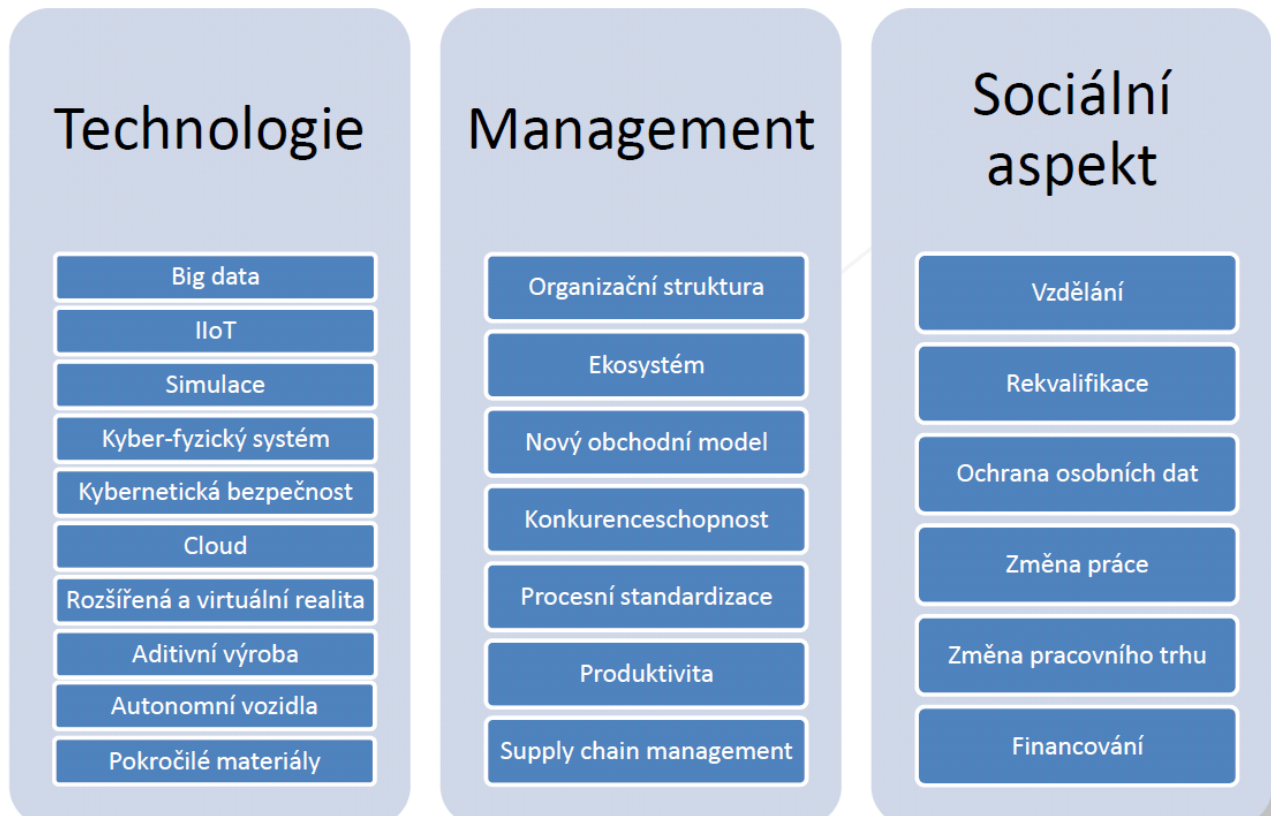 Technologie
Big data
IIoT
Simulace
Kyber-fyzický systém
Kybernetická bezpečnost
Cloud
Rozšířená a virtuální realita
Aditivní výroba
Autonomní vozidla
Pokročilé materiály
Management
Organizační struktura
Ekosystém
Nový obchodní model
Konkurenceschopnost
Procesní standardizace
Produktivita
Supply chain management
Sociální
aspekt
Vzdělání
Rekvalifikace
Ochrana osobních dat
Změna práce
Změna pracovního trhu
Financování